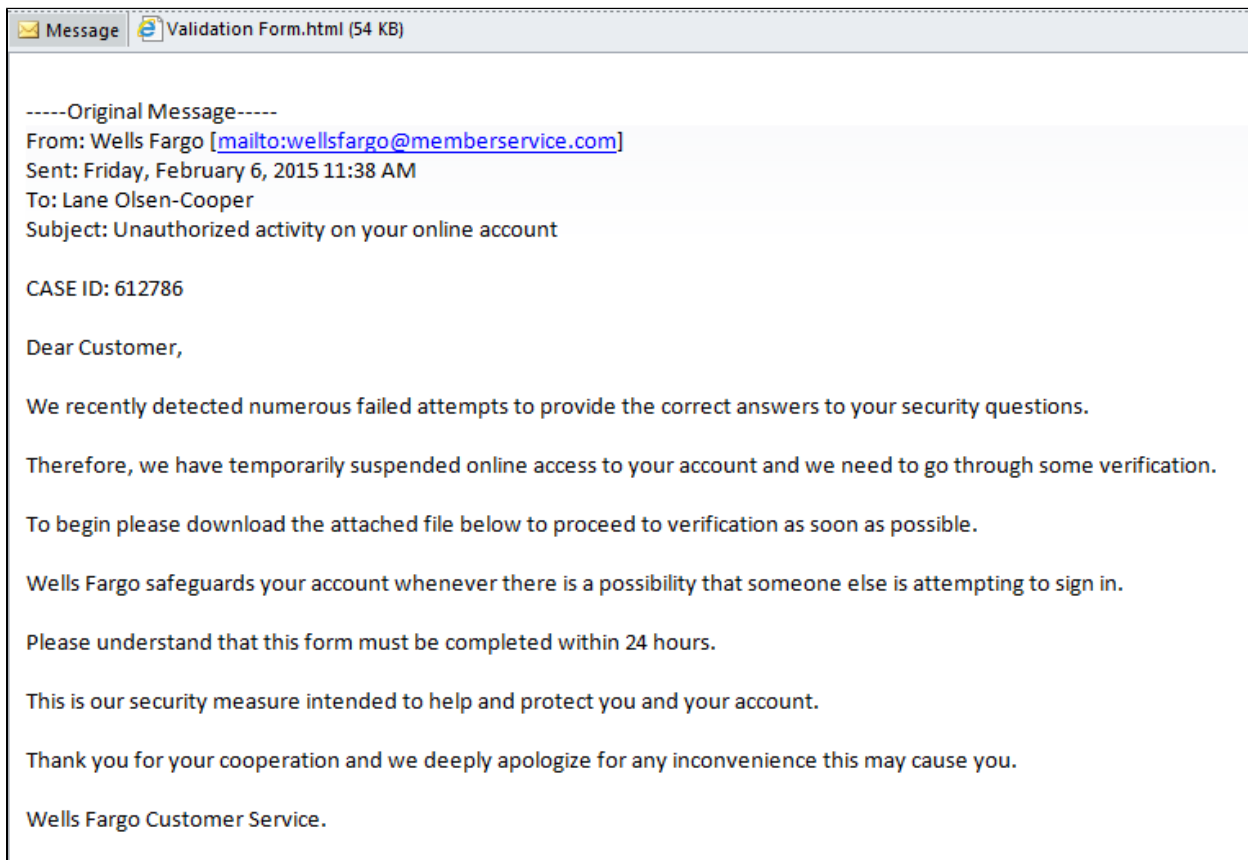 Message Validation Form.html (54 KB)
-----Original Message-----
From: Wells Fargo [mailto:wellsfargo@memberservice.com]
Sent: Friday, February 6, 2015 11:38 AM
To: Lane Olsen-Cooper
Subject: Unauthorized activity on your online account
CASE ID: 612786
Dear Customer,
We recently detected numerous failed attempts to provide the correct answers to your security questions.
Therefore, we have temporarily suspended online access to your account and we need to go through some verification.
To begin please download the attached file below to proceed to verification as soon as possible.
Wells Fargo safeguards your account whenever there is a possibility that someone else is attempting to sign in.
Please understand that this form must be completed within 24 hours.
This is our security measure intended to help and protect you and your account.
Thank you for your cooperation and we deeply apologize for any inconvenience this may cause you.
Wells Fargo Customer Service.